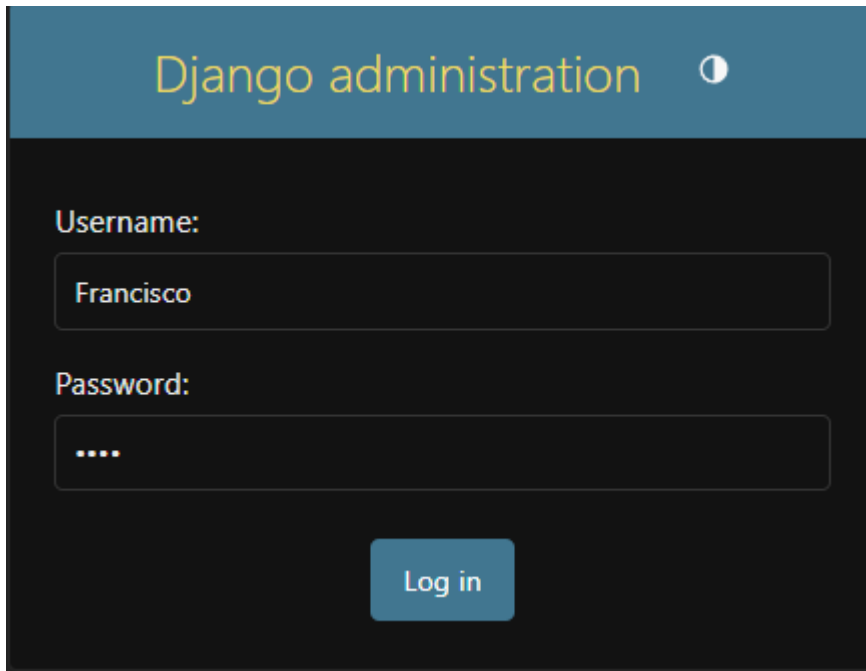 Django administration
Username:
Francisco
Password:
••••
Log in